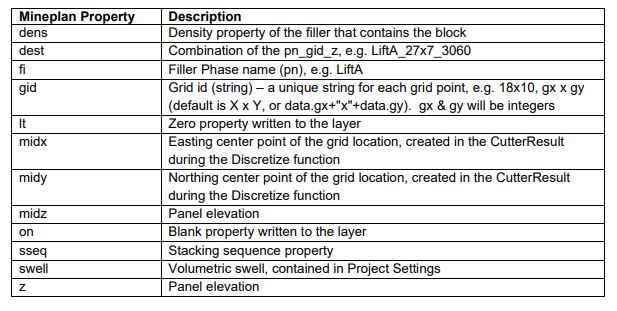 Mineplan Property Description
dens Density property of the filler that contains the block
dest Combination of the pn_gid_z, e.g. LiftA_27x7_3060
fi Filler Phase name (pn), e.g. LiftA
gid Grid id (string) – a unique string for each grid point, e.g. 18x10, gx x gy
(default is X x Y, or data.gx+"x"+data.gy). gx & gy will be integers
lt Zero property written to the layer
midx Easting center point of the grid location, created in the CutterResult
during the Discretize function
midy Northing center point of the grid location, created in the CutterResult
during the Discretize function
midz Panel elevation
on Blank property written to the layer
sseq Stacking sequence property
swell Volumetric swell, contained in Project Settings
z Panel elevation